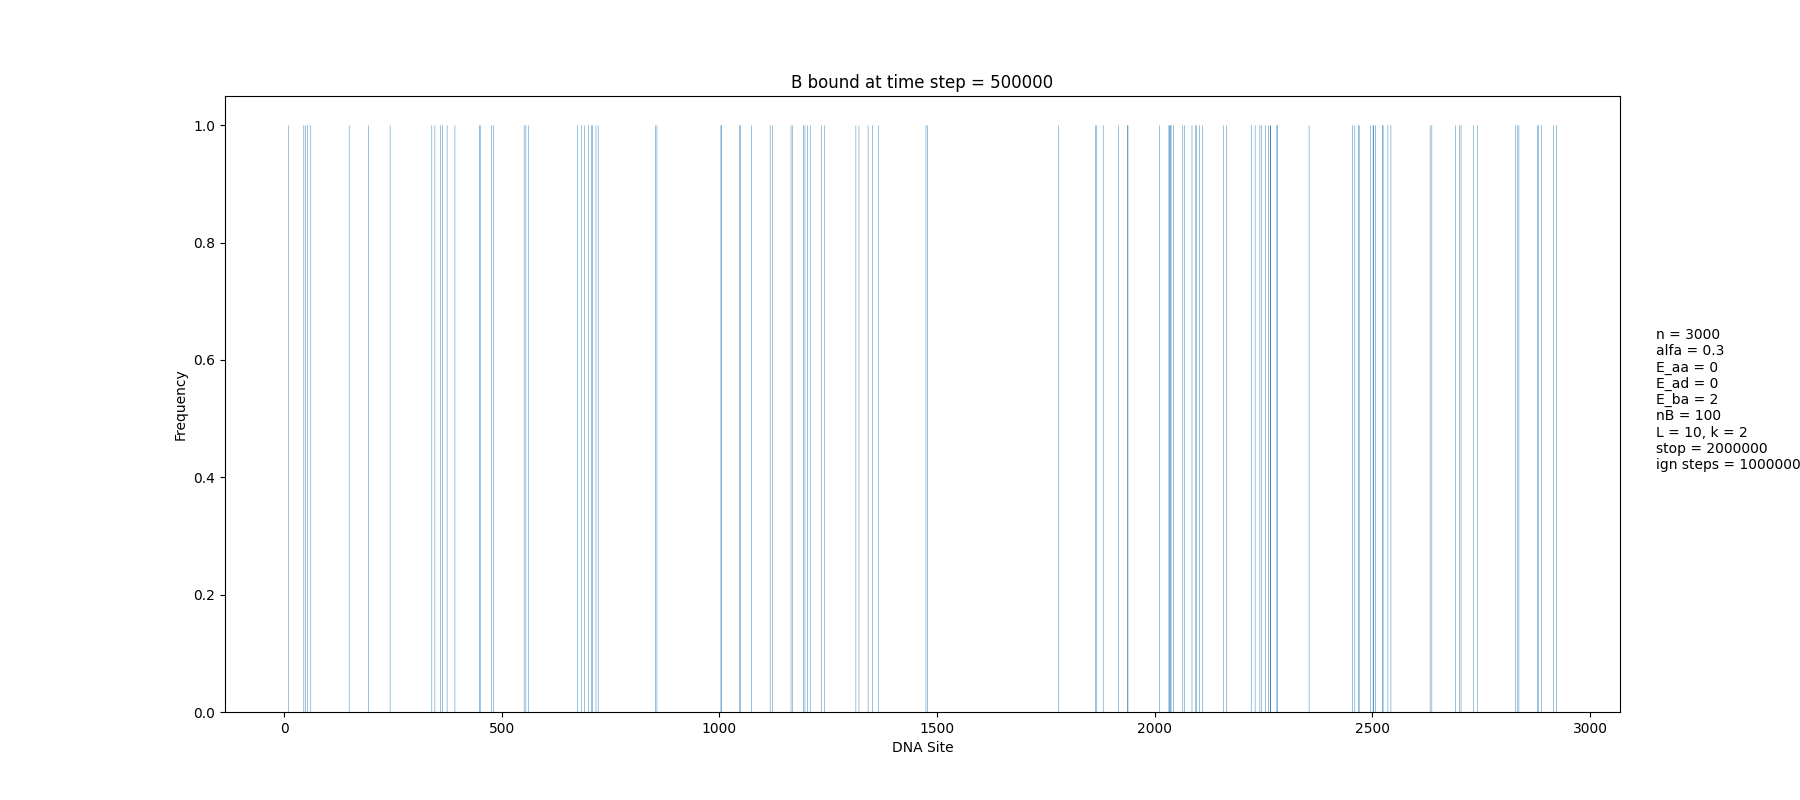 B bound at time step = 500000
1.0
0.8
0.6
0.4
0.2
0.0
Frequency
0 500 1000 1500 2000 2500 3000
DNA Site
n = 3000
alfa = 0.3
E_aa = 0
E_ad = 0
E_ba = 2
nB = 100
L = 10, k = 2
stop = 2000000
ign steps = 1000000